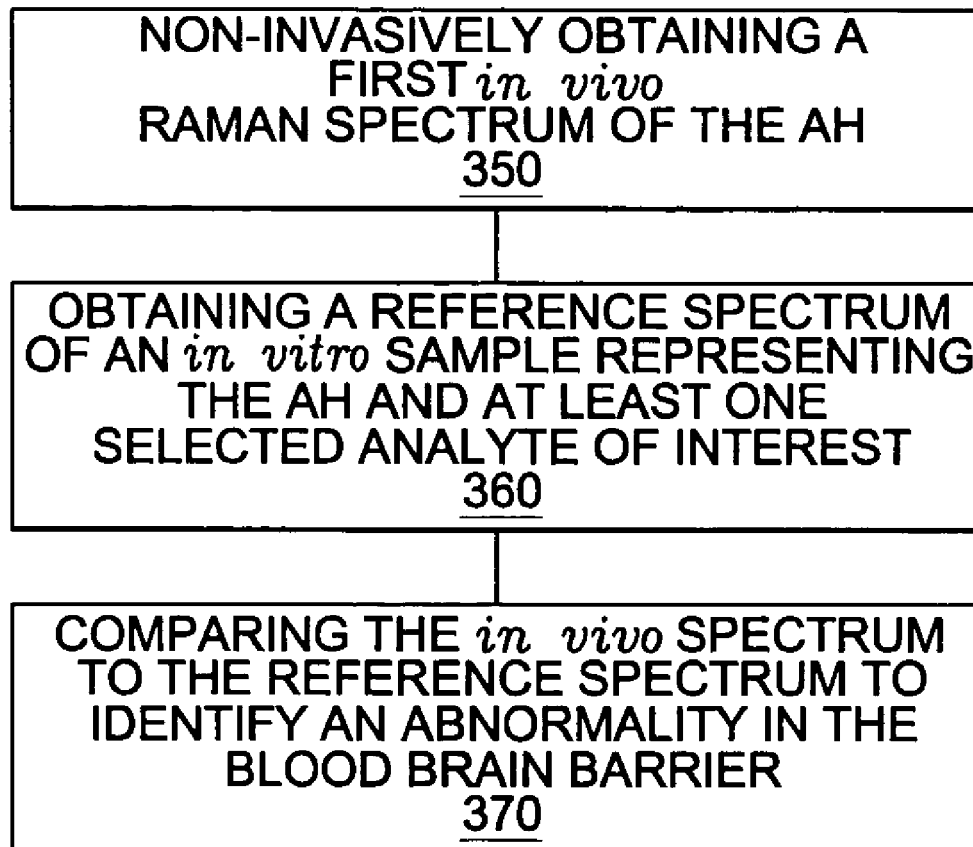 NON-INVASIVELY OBTAINING A
FIRST in vivo
RAMAN SPECTRUM OF THE AH
350
OBTAINING A REFERENCE SPECTRUM
OF AN in vitro SAMPLE REPRESENTING
THE AH AND AT LEAST ONE
SELECTED ANALYTE OF INTEREST
360
COMPARING THE in vivo SPECTRUM
TO THE REFERENCE SPECTRUM TO
IDENTIFY AN ABNORMALITY IN THE
BLOOD BRAIN BARRIER
370